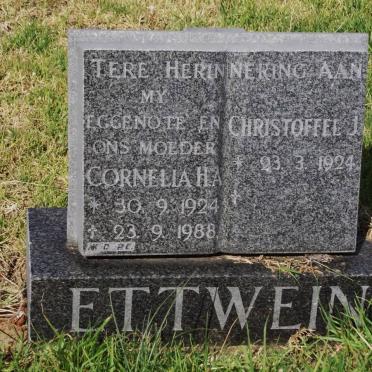 TERE HERINNERING AAN
MY
EGGENOTE EN
ONS MOEDER
CORNELIA H.A.
* 30. 9. 1924
† 23. 9. 1988
CHRISTOFFEL J.
* 23. 3. 1924
†
ETTWEIN